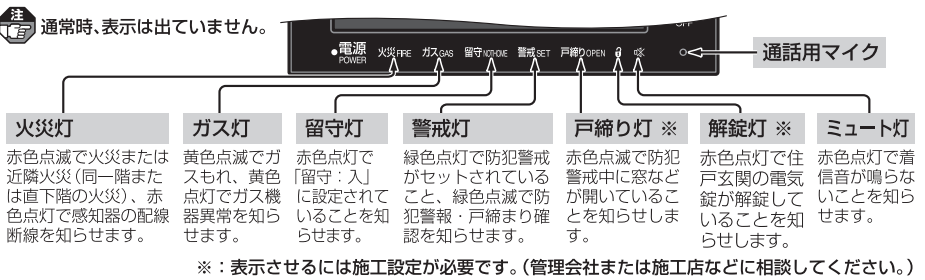 注
通常時、表示は出ていません。
OFF
電源 火災FIRE ガスGAS 留守NOTHOME 警戒SET 戸締りOPEN
POWER
通話用マイク
火災灯
赤色点滅で火災または
近隣火災(同一階また
は直下階の火災)、赤
色点灯で感知器の配線
断線を知らせます。
ガス灯
黄色点滅でガ
スもれ、黄色
点灯でガス機
器異常を知ら
せます。
留守灯
赤色点灯で
「留守:入」
に設定されて
いることを知
らせます。
警戒灯
緑色点灯で防犯警戒
がセットされている
こと、緑色点滅で防
犯警報・戸締まり確
認を知らせます。
戸締り灯 ※
赤色点滅で防犯
警戒中に窓など
が開いているこ
とを知らせしま
す。
解錠灯 ※
赤色点灯で住
戸玄関の電気
錠が解錠して
いることを知
らせします。
ミュート灯
赤色点灯で着
信音が鳴らな
いことを知ら
せます。
※:表示させるには施工設定が必要です。(管理会社または施工店などに相談してください。)